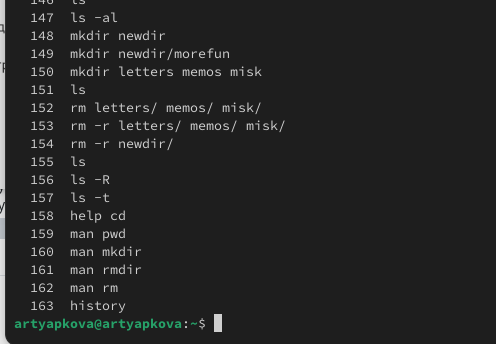 146 ls
147 ls -al
148 mkdir newdir
149 mkdir newdir/morefun
150 mkdir letters memos misk
151 ls
152 rm letters/ memos/ misk/
153 rm -r letters/ memos/ misk/
154 rm -r newdir/
155 ls
156 ls -R
157 ls -t
158 help cd
159 man pwd
160 man mkdir
161 man rmdir
162 man rm
163 history
artyapkova@artyapkova:~$